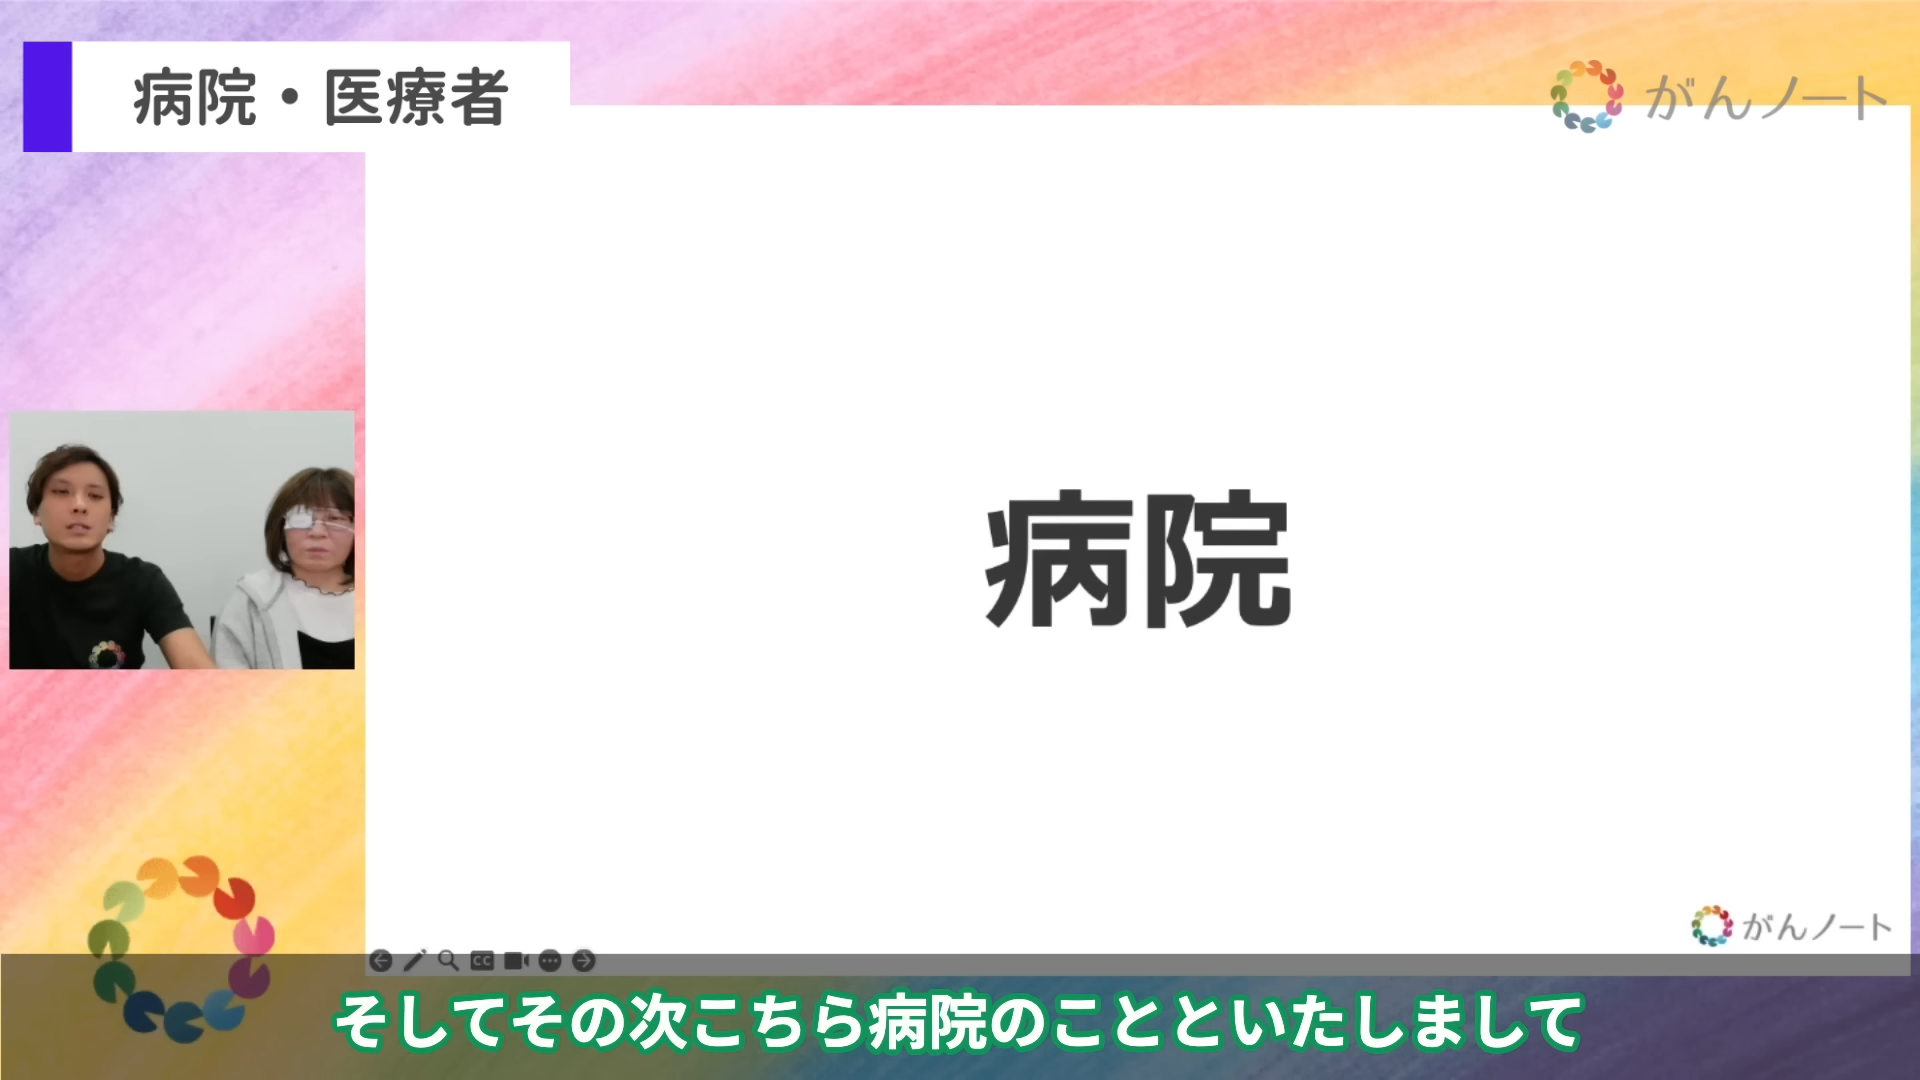 病院・医療者
がんノート
病院
がんノート
CC
そしてその次こちら病院のことといたしまして